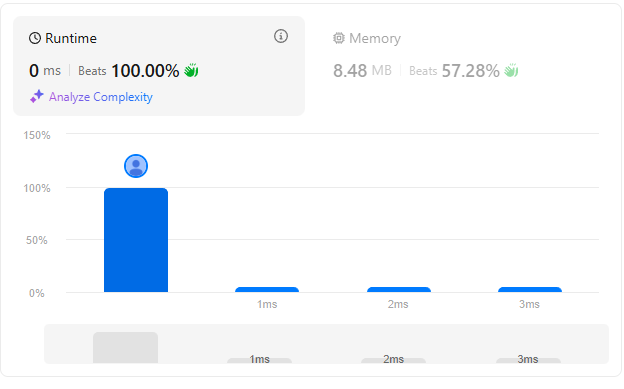 Runtime
0 ms | Beats 100.00%
Analyze Complexity
Memory
8.48 MB | Beats 57.28%
150%
100%
50%
0%
1ms 2ms 3ms
1ms 2ms 3ms